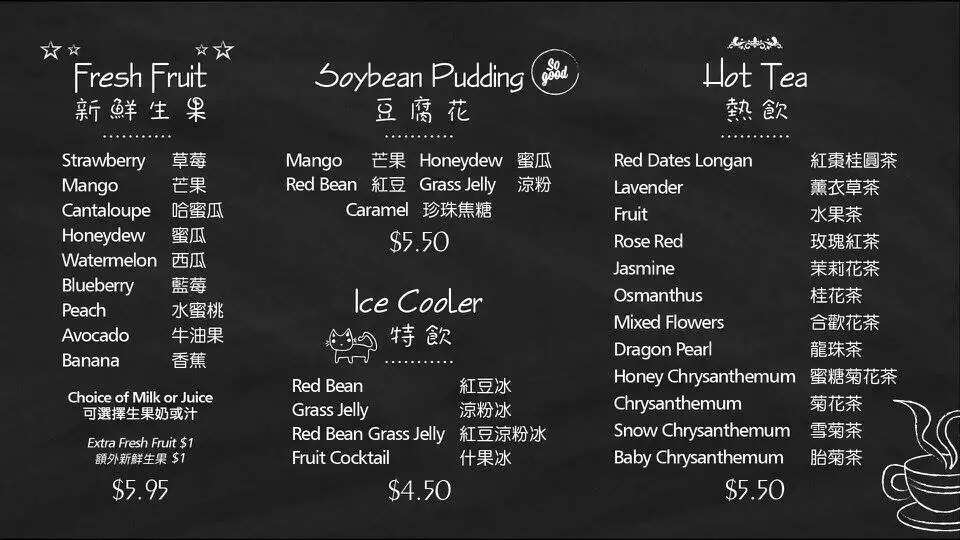 Fresh Fruit
新鮮生果
Strawberry 草莓
Mango 芒果
Cantaloupe 哈蜜瓜
Honeydew 蜜瓜
Watermelon 西瓜
Blueberry 藍莓
Peach 水蜜桃
Avocado 牛油果
Banana 香蕉
Choice of Milk or Juice
可選擇生果奶或汁
Extra Fresh Fruit $1
額外新鮮生果 $1
$5.95
Soybean Pudding
So good
豆腐花
Mango 芒果 Honeydew 蜜瓜
Red Bean 紅豆 Grass Jelly 涼粉
Caramel 珍珠焦糖
$5.50
Ice Cooler
特飲
Red Bean 紅豆冰
Grass Jelly 涼粉冰
Red Bean Grass Jelly 紅豆涼粉冰
Fruit Cocktail 什果冰
$4.50
Hot Tea
熱飲
Red Dates Longan 紅棗桂圓茶
Lavender 薰衣草茶
Fruit 水果茶
Rose Red 玫瑰紅茶
Jasmine 茉莉花茶
Osmanthus 桂花茶
Mixed Flowers 合歡花茶
Dragon Pearl 龍珠茶
Honey Chrysanthemum 蜜糖菊花茶
Chrysanthemum 菊花茶
Snow Chrysanthemum 雪菊茶
Baby Chrysanthemum 胎菊茶
$5.50